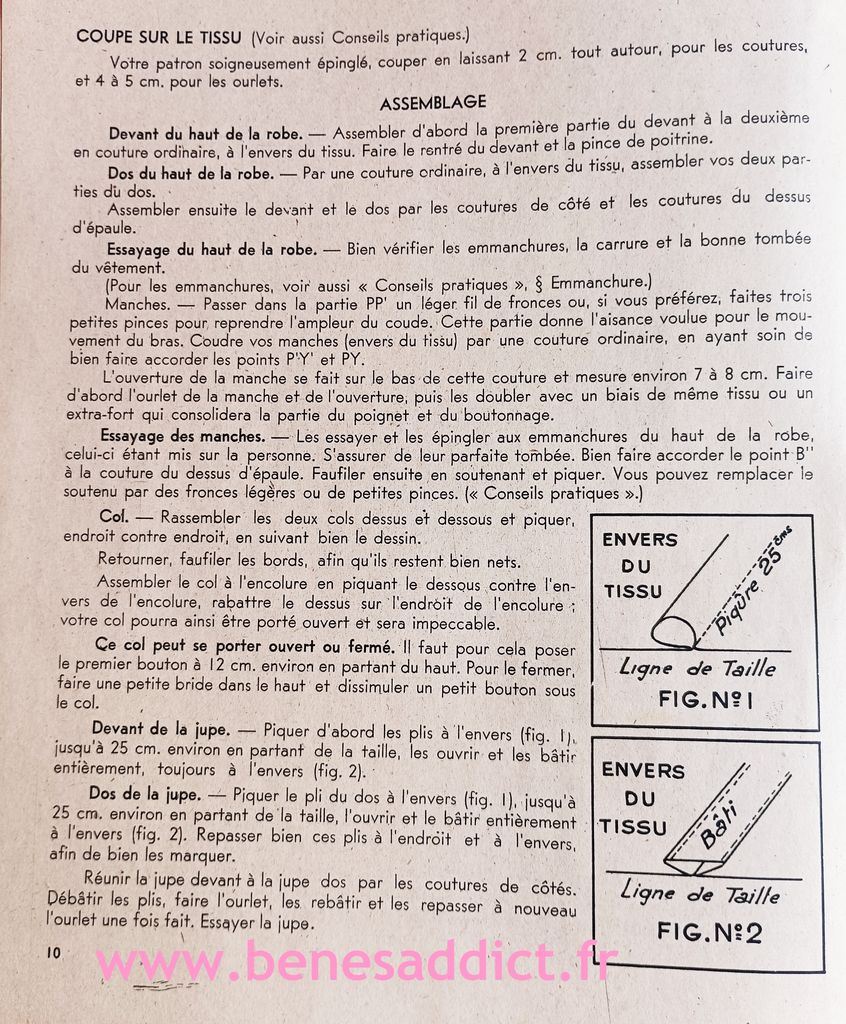 COUPE SUR LE TISSU (Voir aussi Conseils pratiques.)
Votre patron soigneusement épinglé, couper en laissant 2 cm. tout autour, pour les coutures,
et 4 à 5 cm. pour les ourlets.
ASSEMBLAGE
Devant du haut de la robe. — Assembler d'abord la première partie du devant à la deuxième
en couture ordinaire, à l'envers du tissu. Faire le rentré du devant et la pince de poitrine.
Dos du haut de la robe. — Par une couture ordinaire, à l'envers du tissu, assembler vos deux par-
ties du dos.
Assembler ensuite le devant et le dos par les coutures de côté et les coutures du dessus
d'épaule.
Essayage du haut de la robe. — Bien vérifier les emmanchures, la carrure et la bonne tombée
du vêtement.
(Pour les emmanchures, voir aussi « Conseils pratiques », § Emmanchure.)
Manches. — Passer dans la partie PP' un léger fil de fronces ou, si vous préférez, faites trois
petites pinces pour reprendre l'ampleur du coude. Cette partie donne l'aisance voulue pour le mou-
vement du bras. Coudre vos manches (envers du tissu) par une couture ordinaire, en ayant soin de
bien faire accorder les points P'Y' et PY.
L'ouverture de la manche se fait sur le bas de cette couture et mesure environ 7 à 8 cm. Faire
d'abord l'ourlet de la manche et de l'ouverture, puis les doubler avec un biais de même tissu ou un
extra-fort qui consolidera la partie du poignet et du boutonnage.
Essayage des manches. — Les essayer et les épingler aux emmanchures du haut de la robe,
celui-ci étant mis sur la personne. S'assurer de leur parfaite tombée. Bien faire accorder le point B''
à la couture du dessus d'épaule. Faufiler ensuite en soutenant et piquer. Vous pouvez remplacer le
soutenu par des fronces légères ou de petites pinces. (« Conseils pratiques ».)
Col. — Rassembler les deux cols dessus et dessous et piquer,
endroit contre endroit, en suivant bien le dessin.
Retourner, faufiler les bords, afin qu'ils restent bien nets.
Assembler le col à l'encolure en piquant le dessous contre l'en-
vers de l'encolure, rabattre le dessus sur l'endroit de l'encolure ;
votre col pourra ainsi être porté ouvert et sera impeccable.
Ce col peut se porter ouvert ou fermé. Il faut pour cela poser
le premier bouton à 12 cm. environ en partant du haut. Pour le fermer,
faire une petite bride dans le haut et dissimuler un petit bouton sous
le col.
Devant de la jupe. — Piquer d'abord les plis à l'envers (fig. 1),
jusqu'à 25 cm. environ en partant de la taille, les ouvrir et les bâtir
entièrement, toujours à l'envers (fig. 2).
Dos de la jupe. — Piquer le pli du dos à l'envers (fig. 1), jusqu'à
25 cm. environ en partant de la taille, l'ouvrir et le bâtir entièrement
à l'envers (fig. 2). Repasser bien ces plis à l'endroit et à l'envers,
afin de bien les marquer.
Réunir la jupe devant à la jupe dos par les coutures de côtés.
Débâtir les plis, faire l'ourlet, les rebâtir et les repasser à nouveau
l'ourlet une fois fait. Essayer la jupe.
10
ENVERS
DU
TISSU
Piqûre 25 èms
Ligne de Taille
FIG. Nº 1
ENVERS
DU
TISSU
Bâti
Ligne de Taille
FIG. Nº 2
www.benesaddict.fr